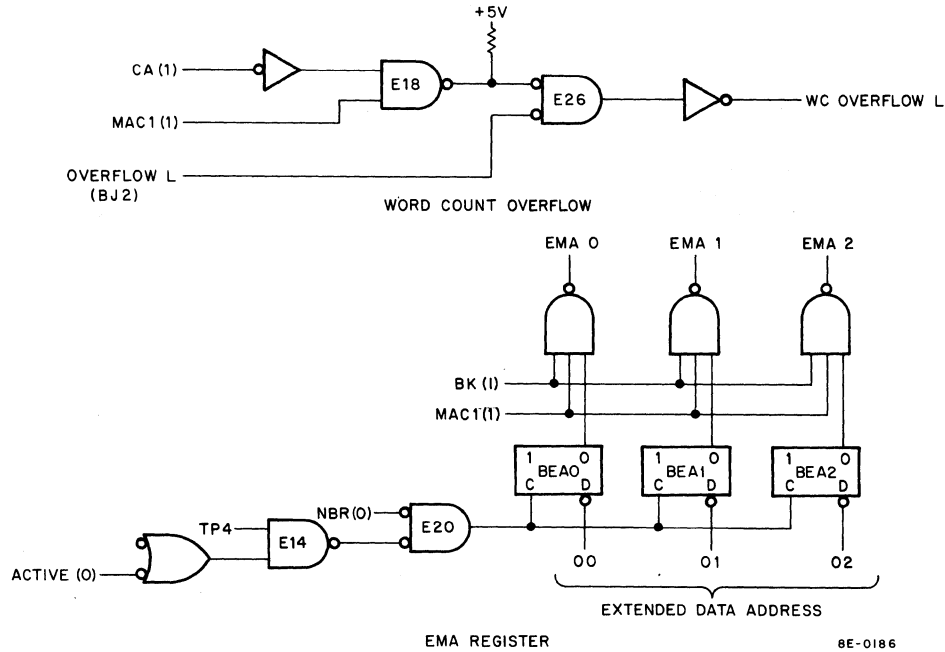 +5V
CA (1)
E18
E26
WC OVERFLOW L
MAC1 (1)
OVERFLOW L
(BJ2)
WORD COUNT OVERFLOW
EMA 0 EMA 1 EMA 2
BK (1)
MAC1 (1)
1 0 1 0 1 0
BEA0 BEA1 BEA2
C D C D C D
NBR (0)
TP4
E20
E14
ACTIVE (0)
00 01 02
EXTENDED DATA ADDRESS
EMA REGISTER
8E-0186